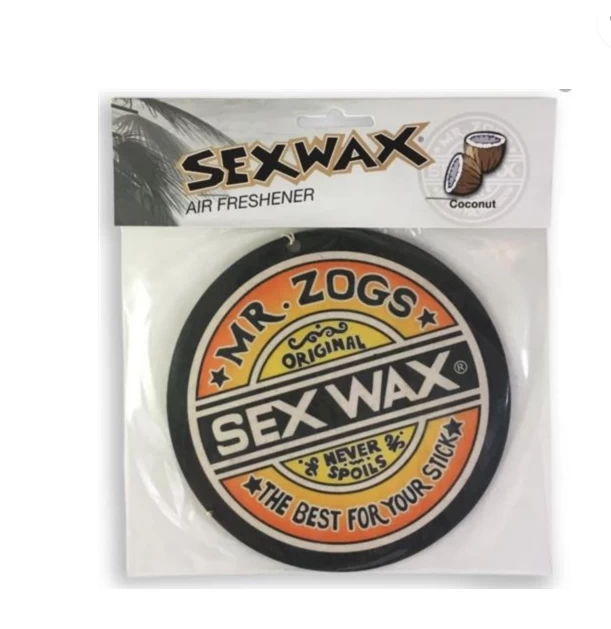 SEXWAX®
AIR FRESHENER
Coconut
MR. ZOGS
ORIGINAL
SEX WAX®
NEVER
SPOILS
THE BEST FOR YOUR STICK